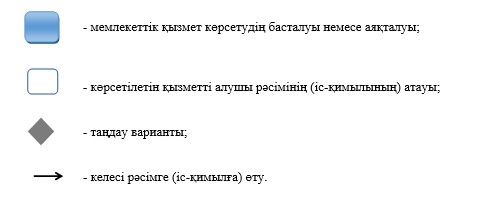 - мемлекеттік қызмет көрсетудің басталуы немесе аяқталуы;
- көрсетілетін қызметті алушы рәсімінің (іс-қимылының) атауы;
- таңдау варианты;
- келесі рәсімге (іс-қимылға) өту.